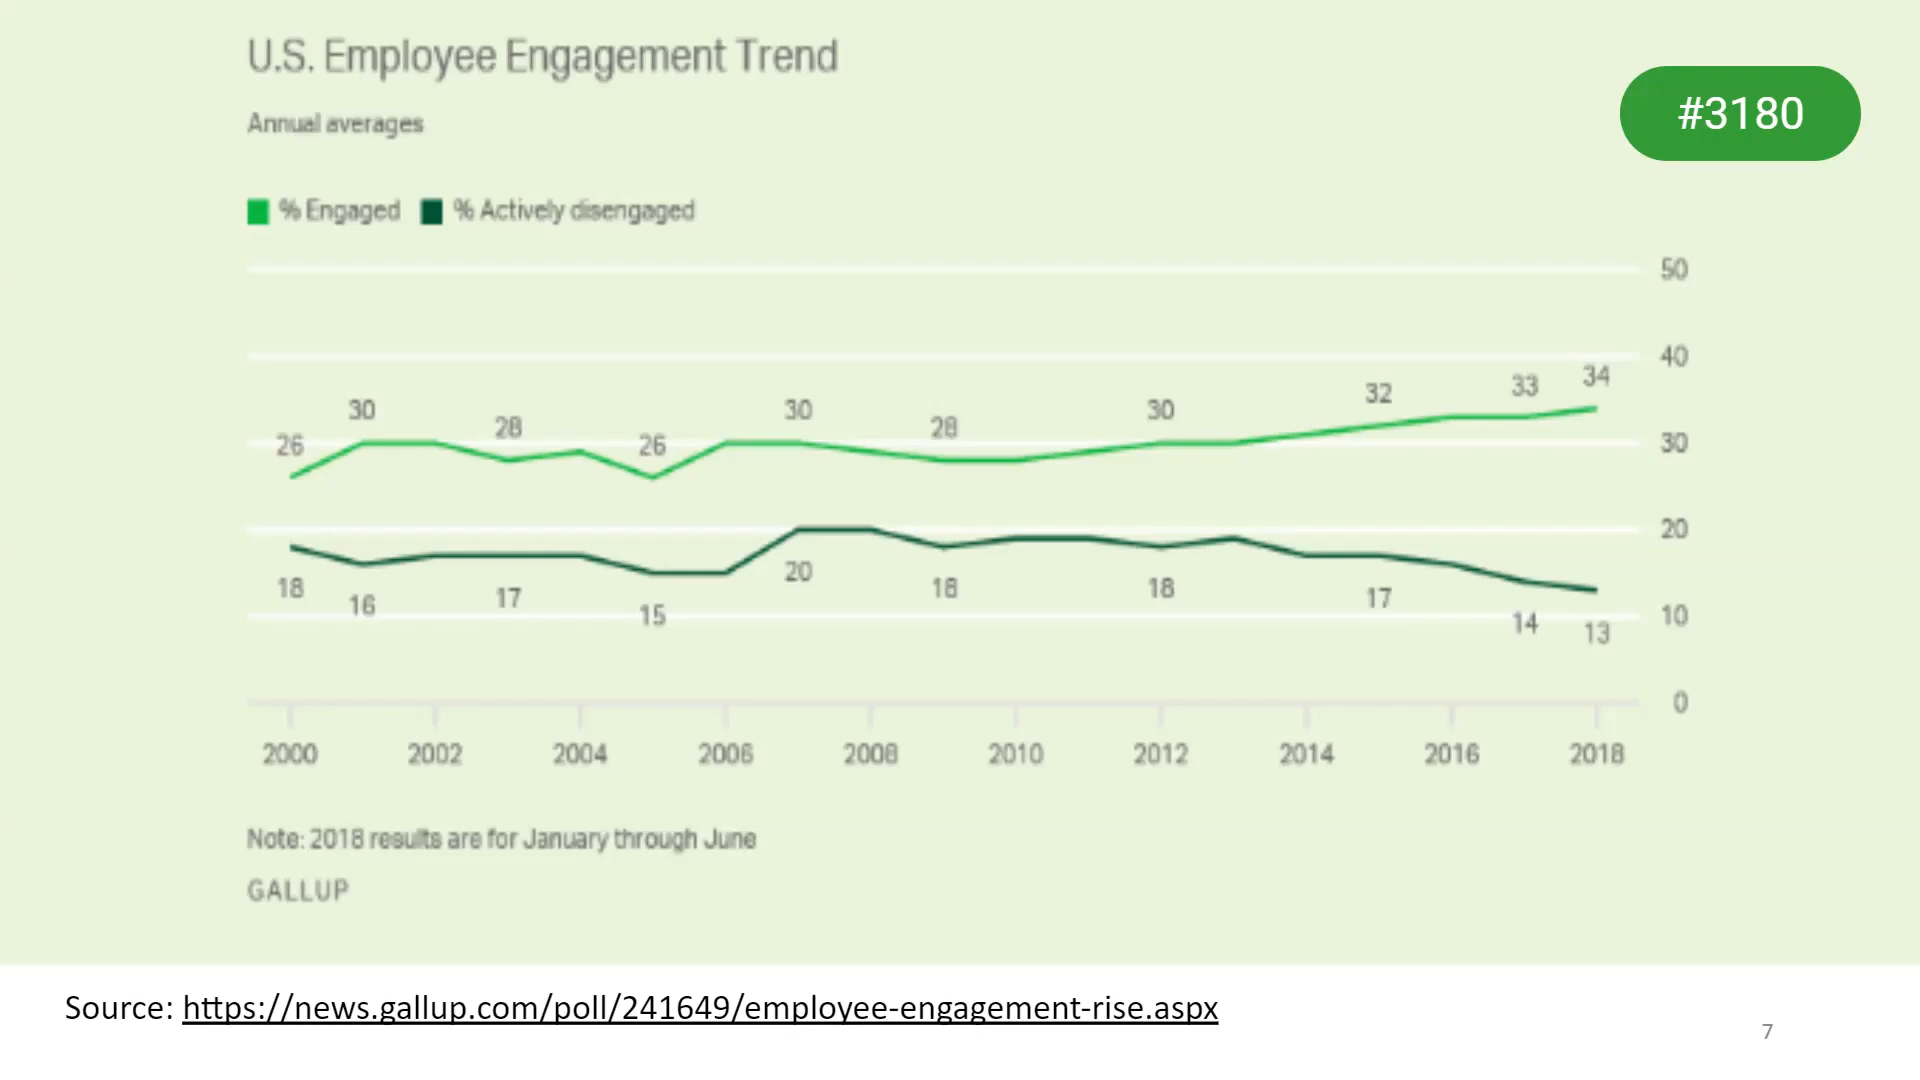 U.S. Employee Engagement Trend
#3180
Annual averages
% Engaged % Actively disengaged
50
40
34
33
32
30 30 30
28 28
26 26
30
20
20
18 18 18
17 17
16
15
14
13
10
0
2000 2002 2004 2006 2008 2010 2012 2014 2016 2018
Note: 2018 results are for January through June
GALLUP
Source: https://news.gallup.com/poll/241649/employee-engagement-rise.aspx
7